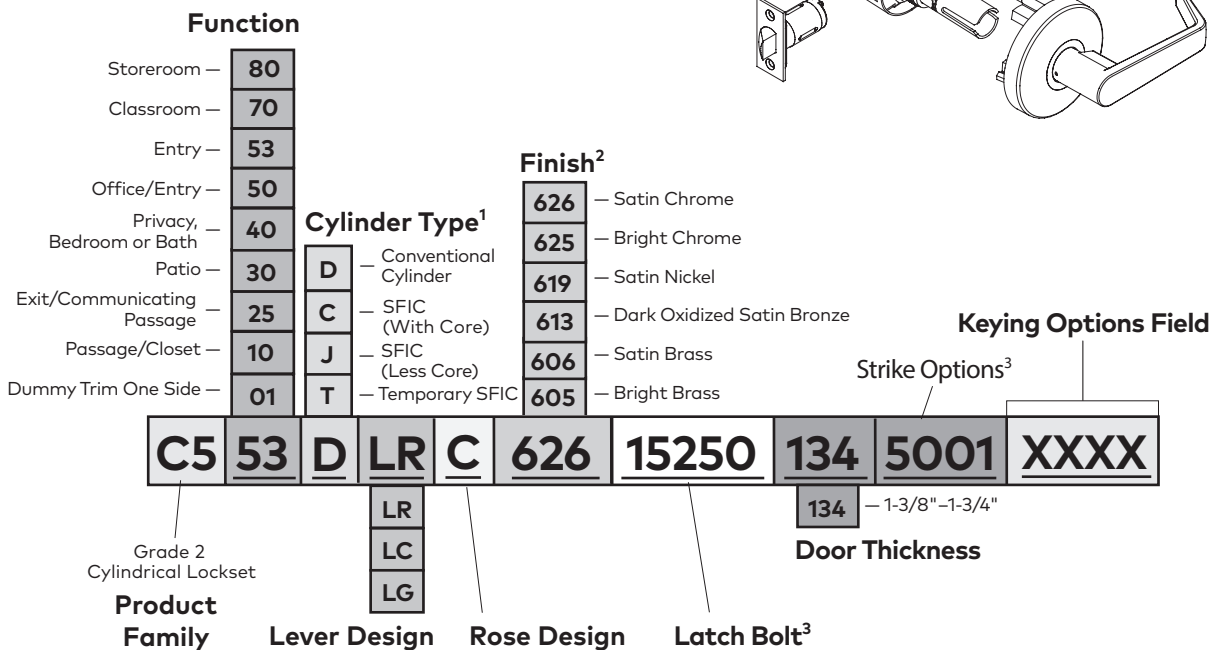 Function
Storeroom — 80
Classroom — 70
Entry — 53
Office/Entry — 50
Privacy,
Bedroom or Bath — 40
Patio — 30
Exit/Communicating
Passage — 25
Passage/Closet — 10
Dummy Trim One Side — 01
Cylinder Type¹
D — Conventional
Cylinder
C — SFIC
(With Core)
J — SFIC
(Less Core)
T — Temporary SFIC
Finish²
626 — Satin Chrome
625 — Bright Chrome
619 — Satin Nickel
613 — Dark Oxidized Satin Bronze
606 — Satin Brass
605 — Bright Brass
Keying Options Field
Strike Options³
C5 53 D LR C 626 15250 134 5001 XXXX
LR
LC
LG
134 — 1-3/8"–1-3/4"
Door Thickness
Grade 2
Cylindrical Lockset
Product
Family
Lever Design
Rose Design
Latch Bolt³